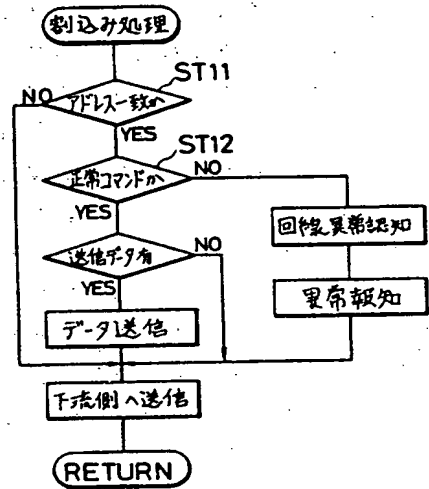 割込み処理
ST11
NO
アドレス一致か
YES
ST12
正常コマンドか
NO
YES
回線異常認知
送信データ有
NO
YES
異常報知
データ送信
下流側へ送信
RETURN